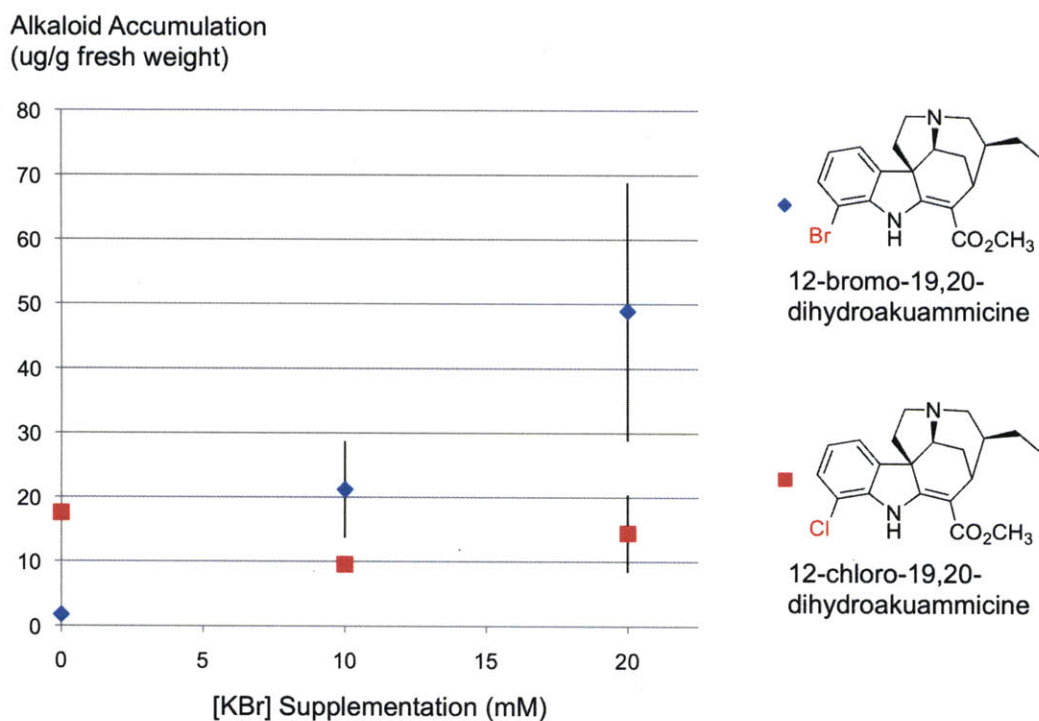 Alkaloid Accumulation
(ug/g fresh weight)
80
70
60
50
40
30
20
10
0
0 5 10 15 20
[KBr] Supplementation (mM)
N
Br
N
H
CO₂CH₃
12-bromo-19,20-
dihydroakuammicine
N
Cl
N
H
CO₂CH₃
12-chloro-19,20-
dihydroakuammicine